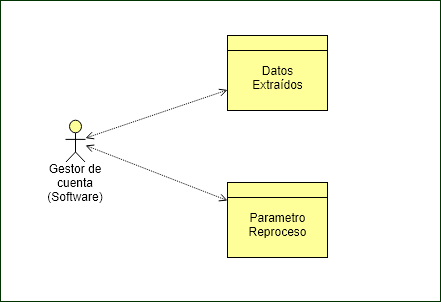 Datos
Extraídos
Gestor de
cuenta
(Software)
Parametro
Reproceso